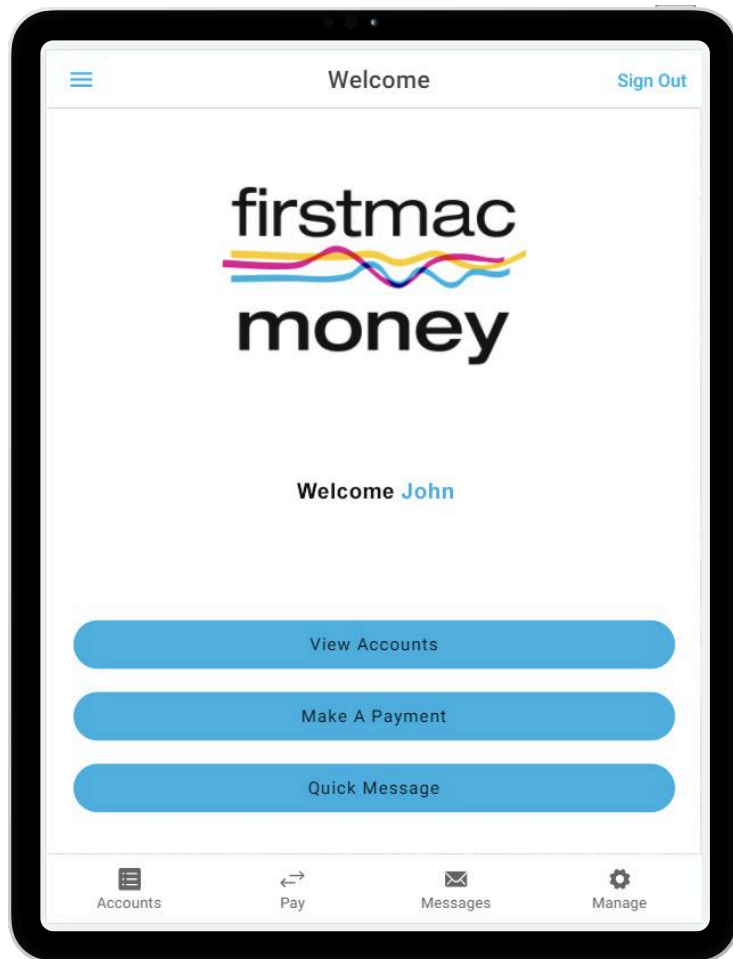 Welcome
Sign Out
firstmac
money
Welcome John
View Accounts
Make A Payment
Quick Message
Accounts
Pay
Messages
Manage